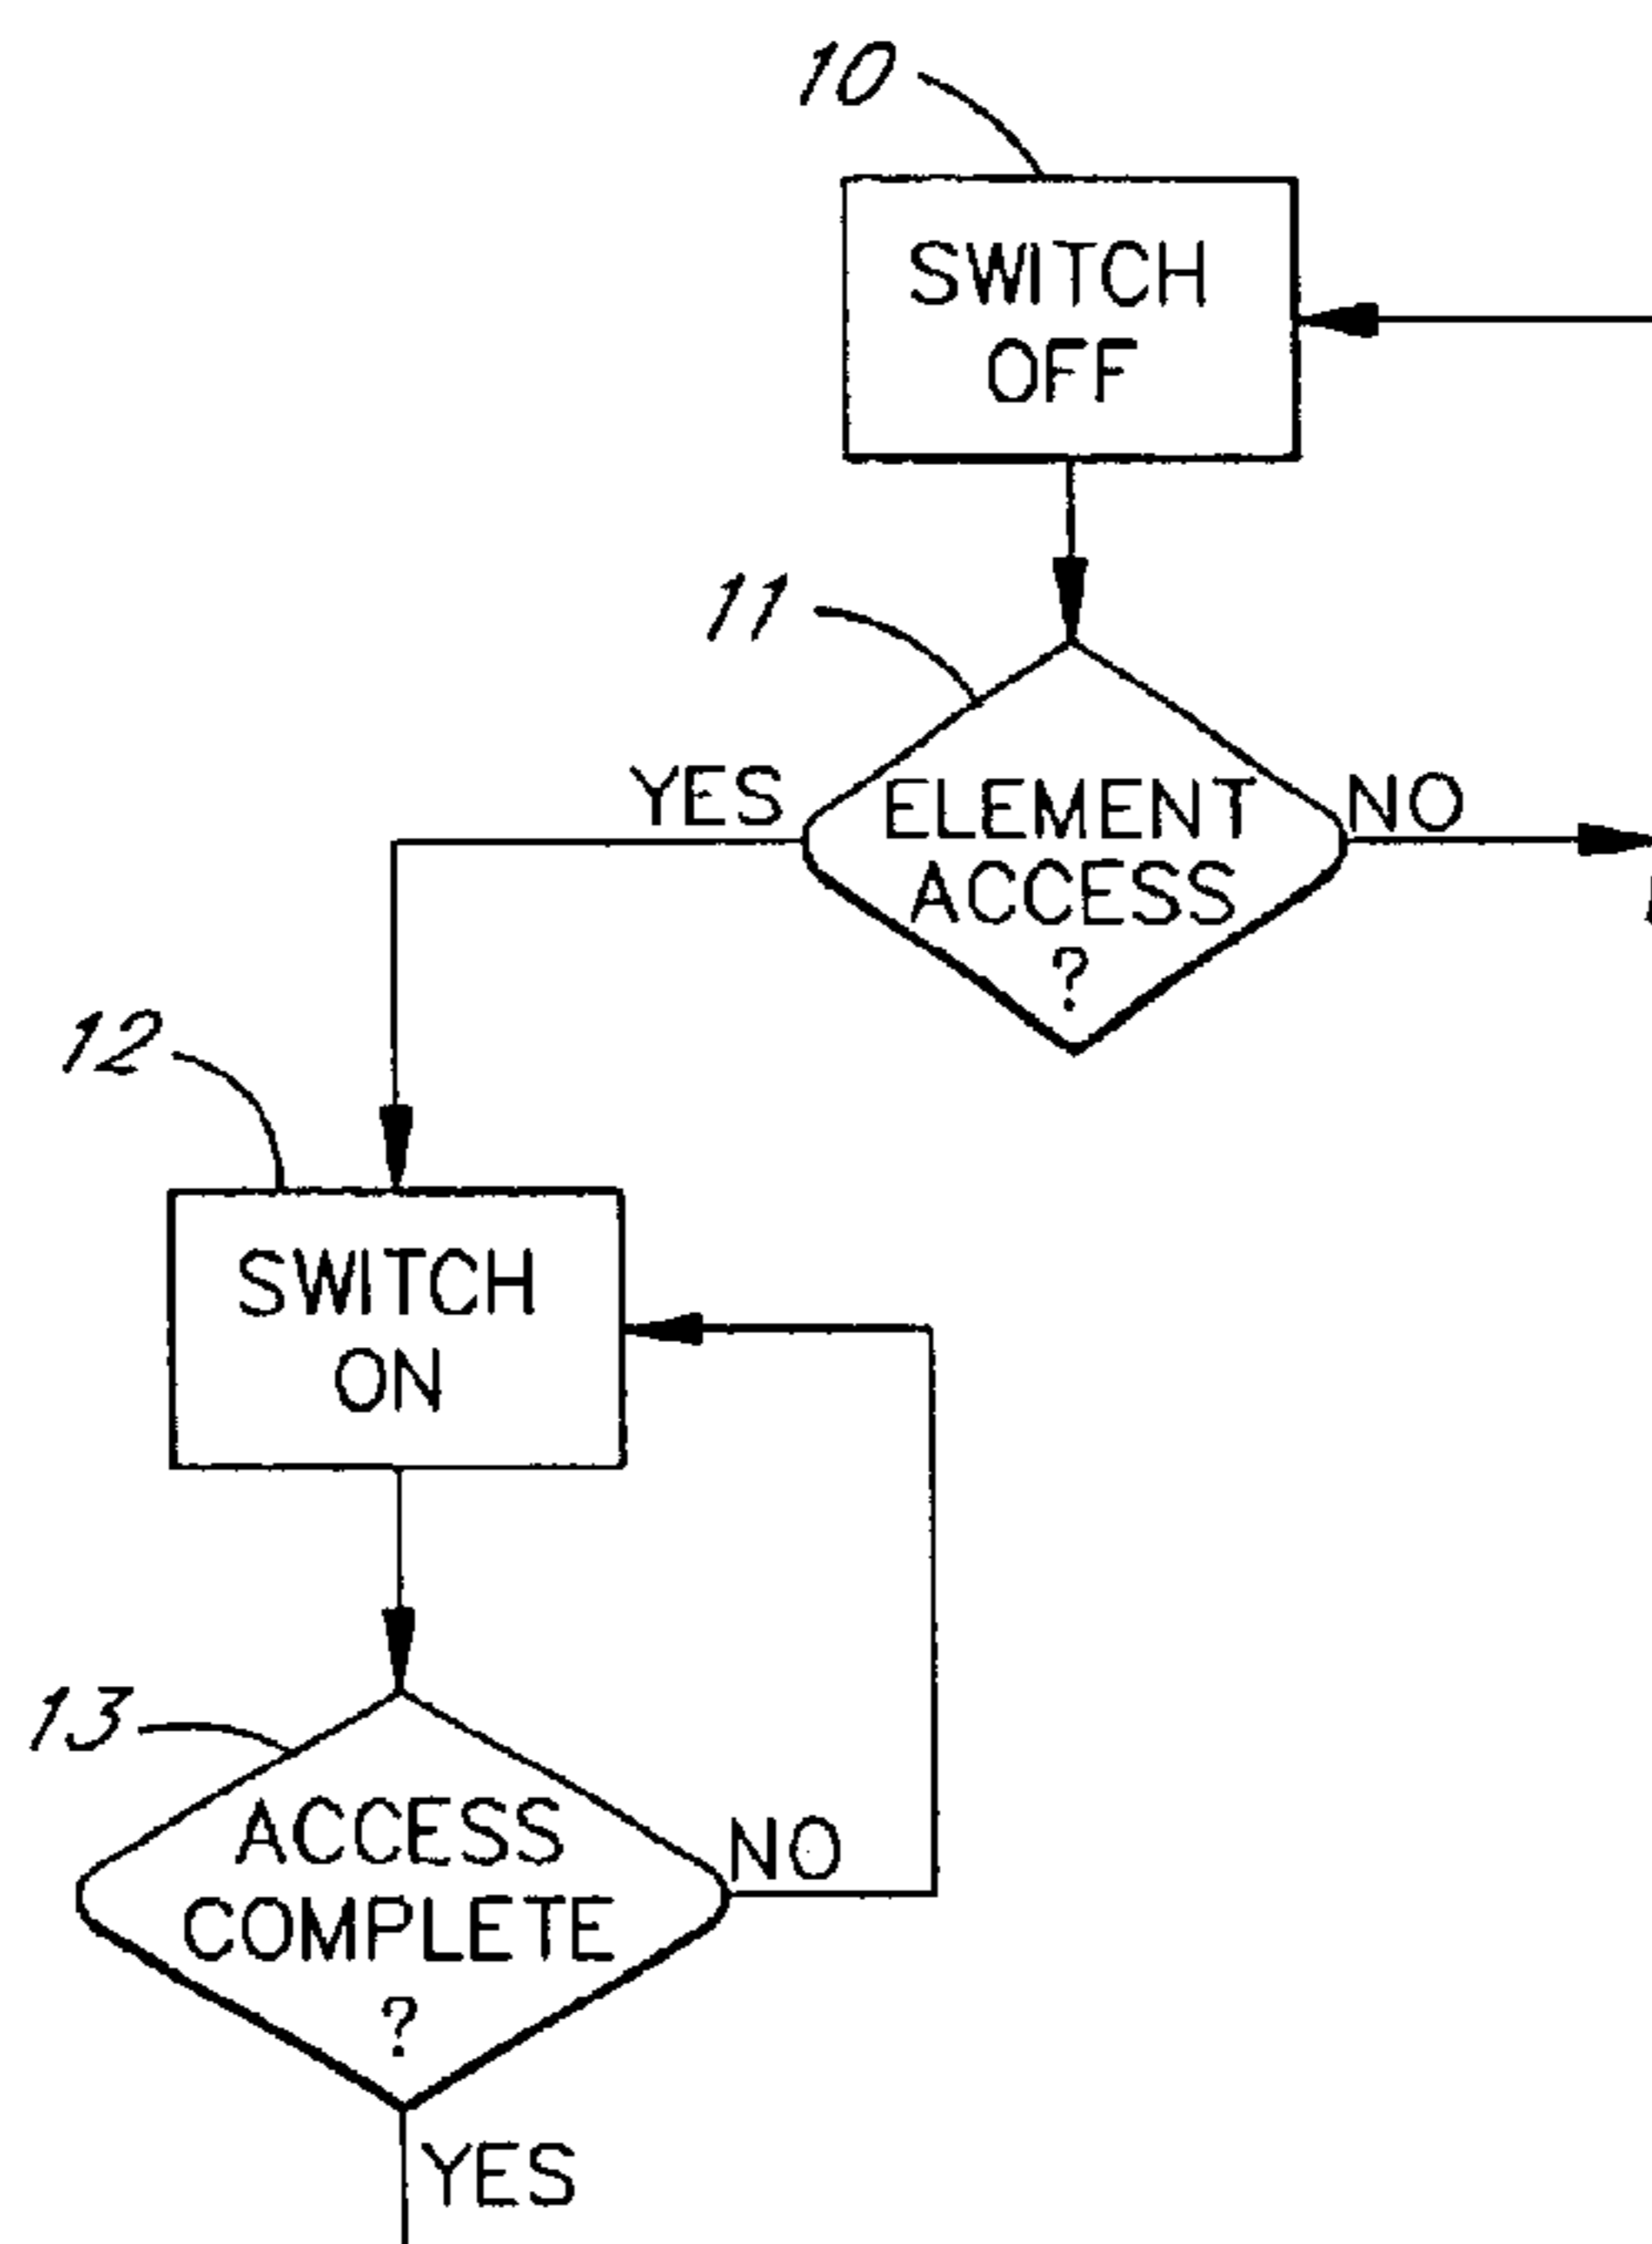 10
SWITCH
OFF
11
YES
ELEMENT
ACCESS
?
NO
12
SWITCH
ON
13
ACCESS
COMPLETE
?
NO
YES